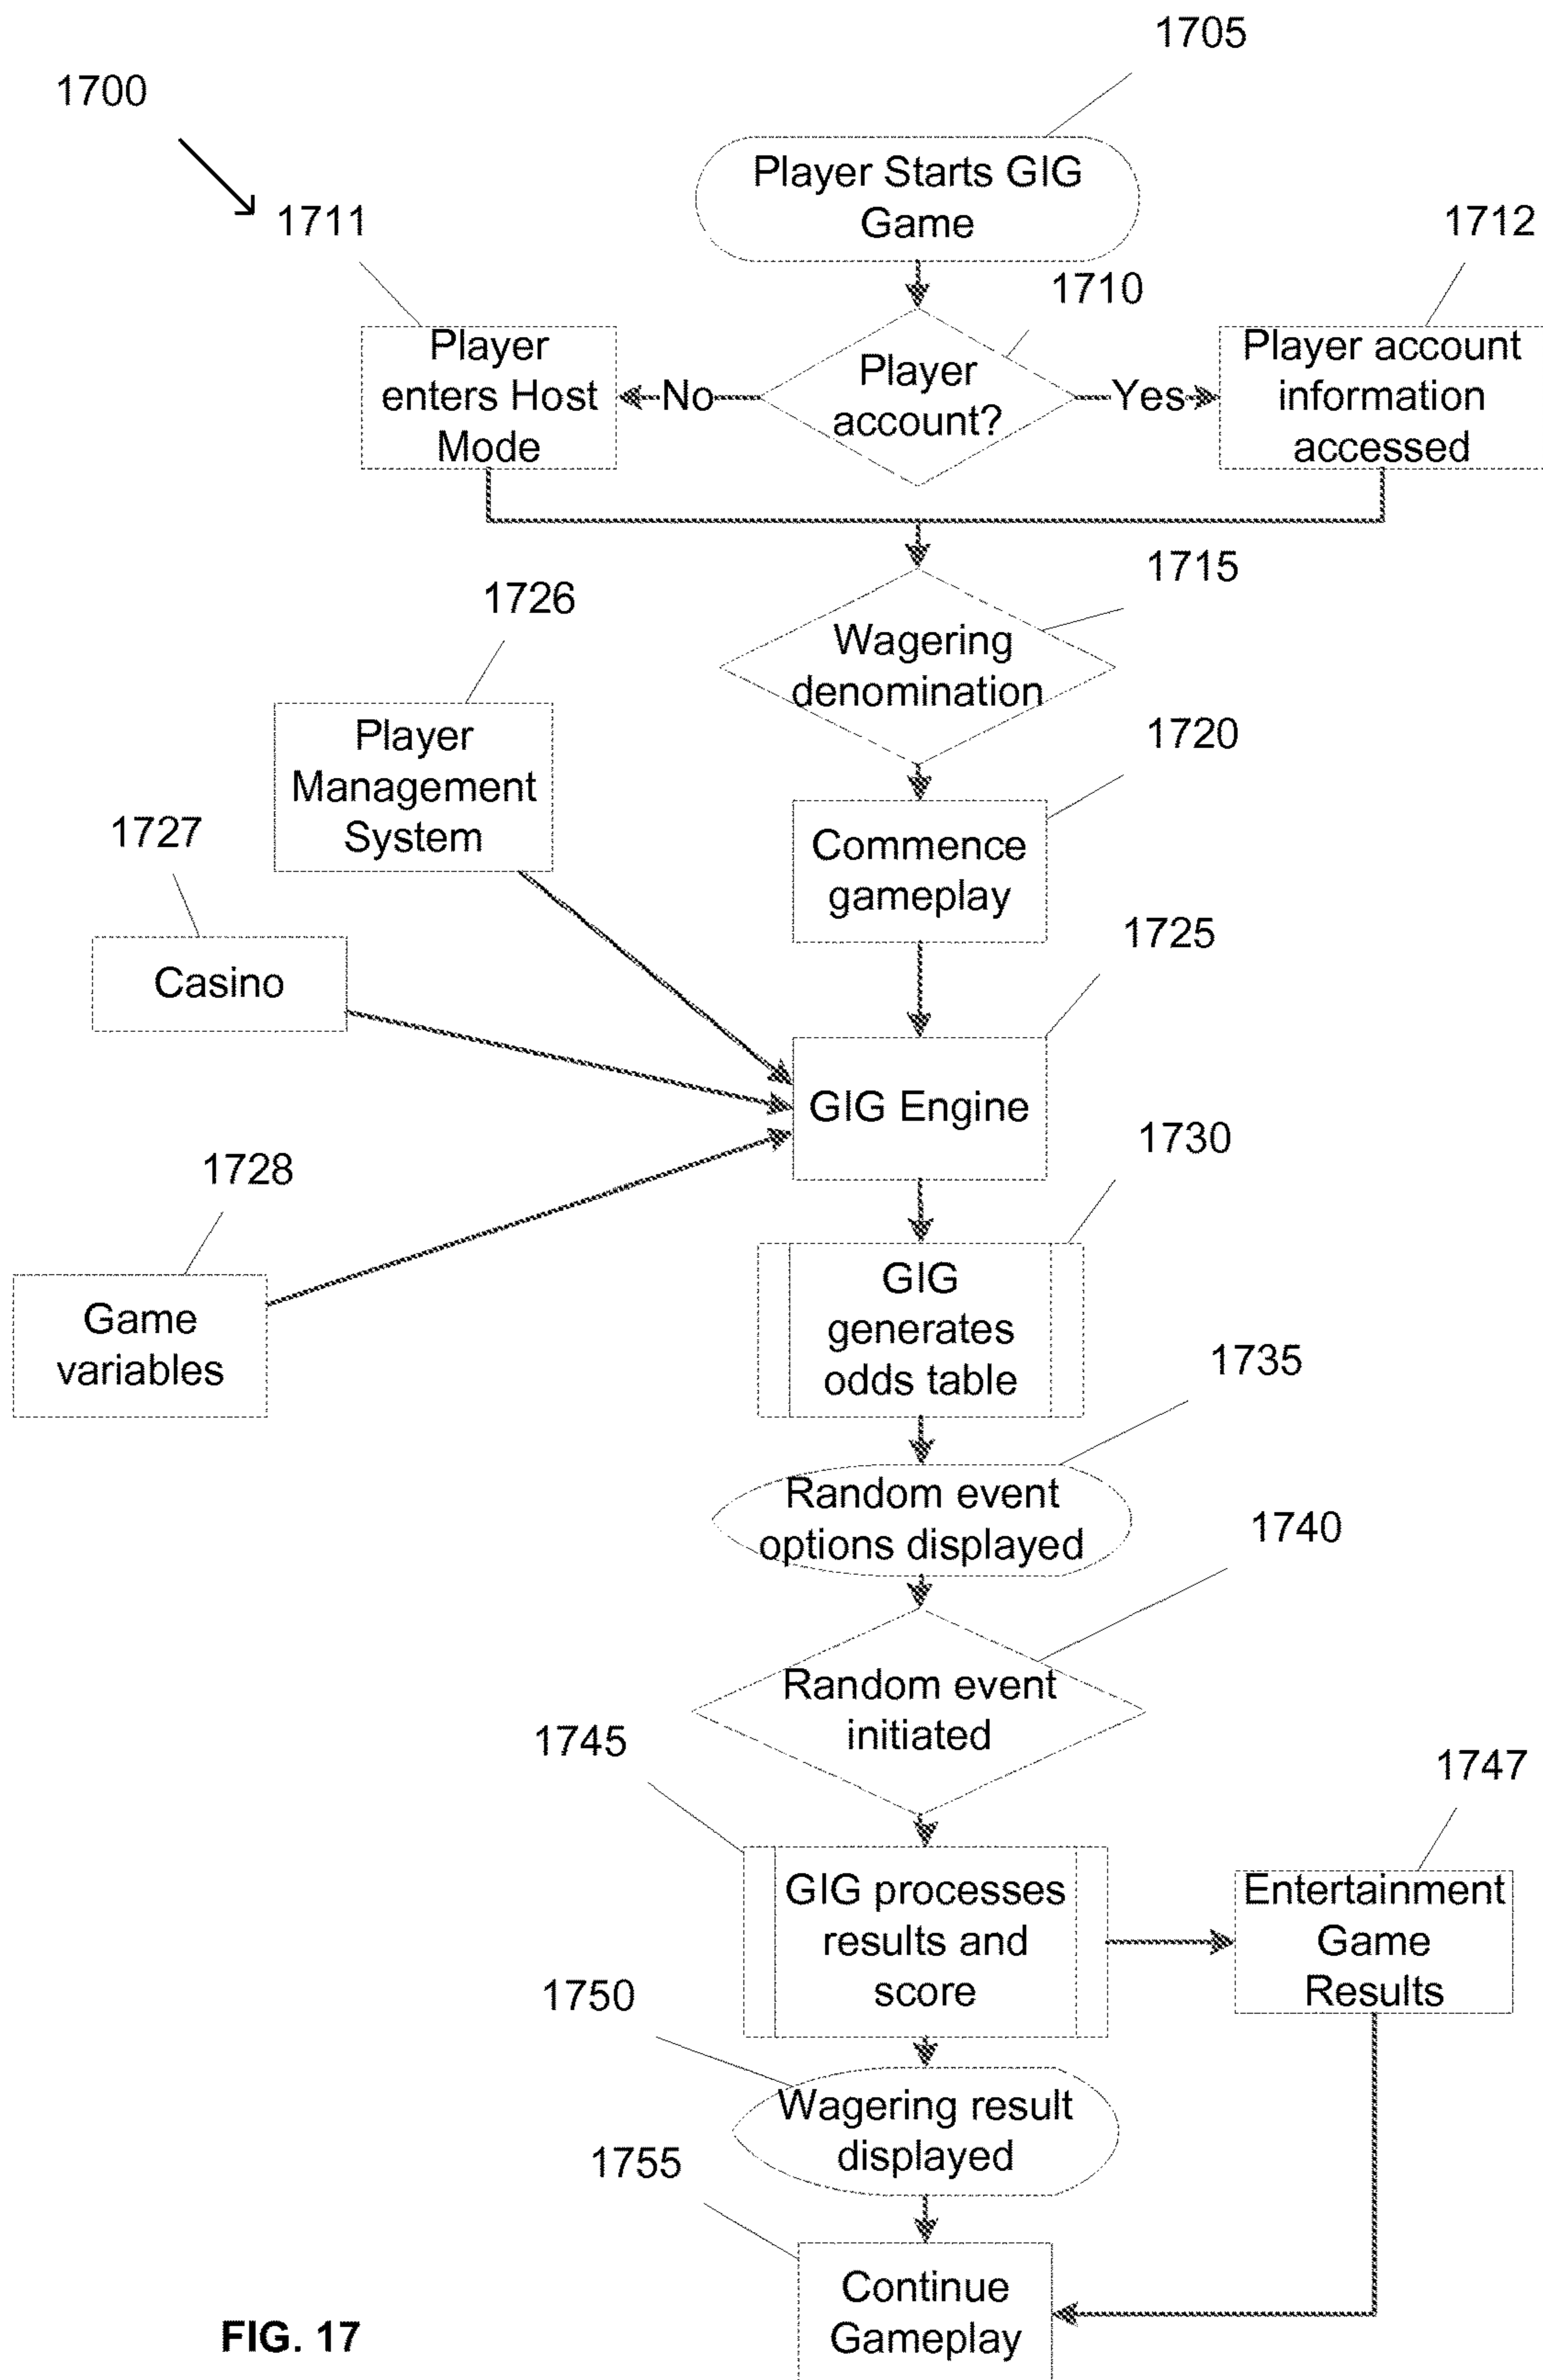 1705
1700
Player Starts GIG
Game
1711
1712
1710
Player
enters Host
Mode
No
Player
account?
Yes
Player account
information
accessed
1715
1726
Wagering
denomination
Player
Management
System
1720
1727
Commence
gameplay
Casino
1725
GIG Engine
1730
1728
Game
variables
GIG
generates
odds table
1735
Random event
options displayed
1740
Random event
initiated
1745
1747
GIG processes
results and
score
Entertainment
Game
Results
1750
Wagering result
displayed
1755
Continue
Gameplay
FIG. 17